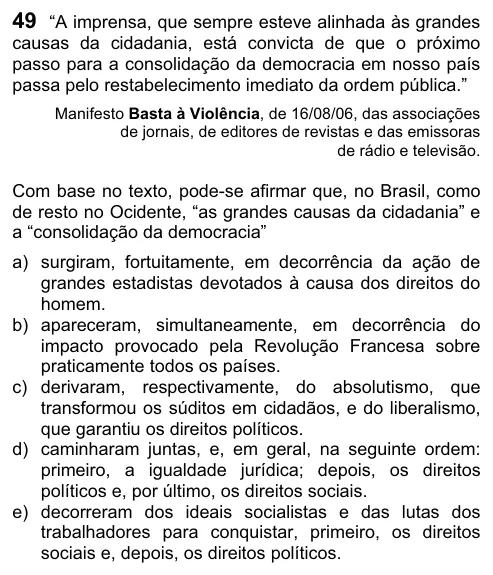 49 “A imprensa, que sempre esteve alinhada às grandes
causas da cidadania, está convicta de que o próximo
passo para a consolidação da democracia em nosso país
passa pelo restabelecimento imediato da ordem pública.”
Manifesto Basta à Violência, de 16/08/06, das associações
de jornais, de editores de revistas e das emissoras
de rádio e televisão.
Com base no texto, pode-se afirmar que, no Brasil, como
de resto no Ocidente, “as grandes causas da cidadania” e
a “consolidação da democracia”
a) surgiram, fortuitamente, em decorrência da ação de
grandes estadistas devotados à causa dos direitos do
homem.
b) apareceram, simultaneamente, em decorrência do
impacto provocado pela Revolução Francesa sobre
praticamente todos os países.
c) derivaram, respectivamente, do absolutismo, que
transformou os súditos em cidadãos, e do liberalismo,
que garantiu os direitos políticos.
d) caminharam juntas, e, em geral, na seguinte ordem:
primeiro, a igualdade jurídica; depois, os direitos
políticos e, por último, os direitos sociais.
e) decorreram dos ideais socialistas e das lutas dos
trabalhadores para conquistar, primeiro, os direitos
sociais e, depois, os direitos políticos.